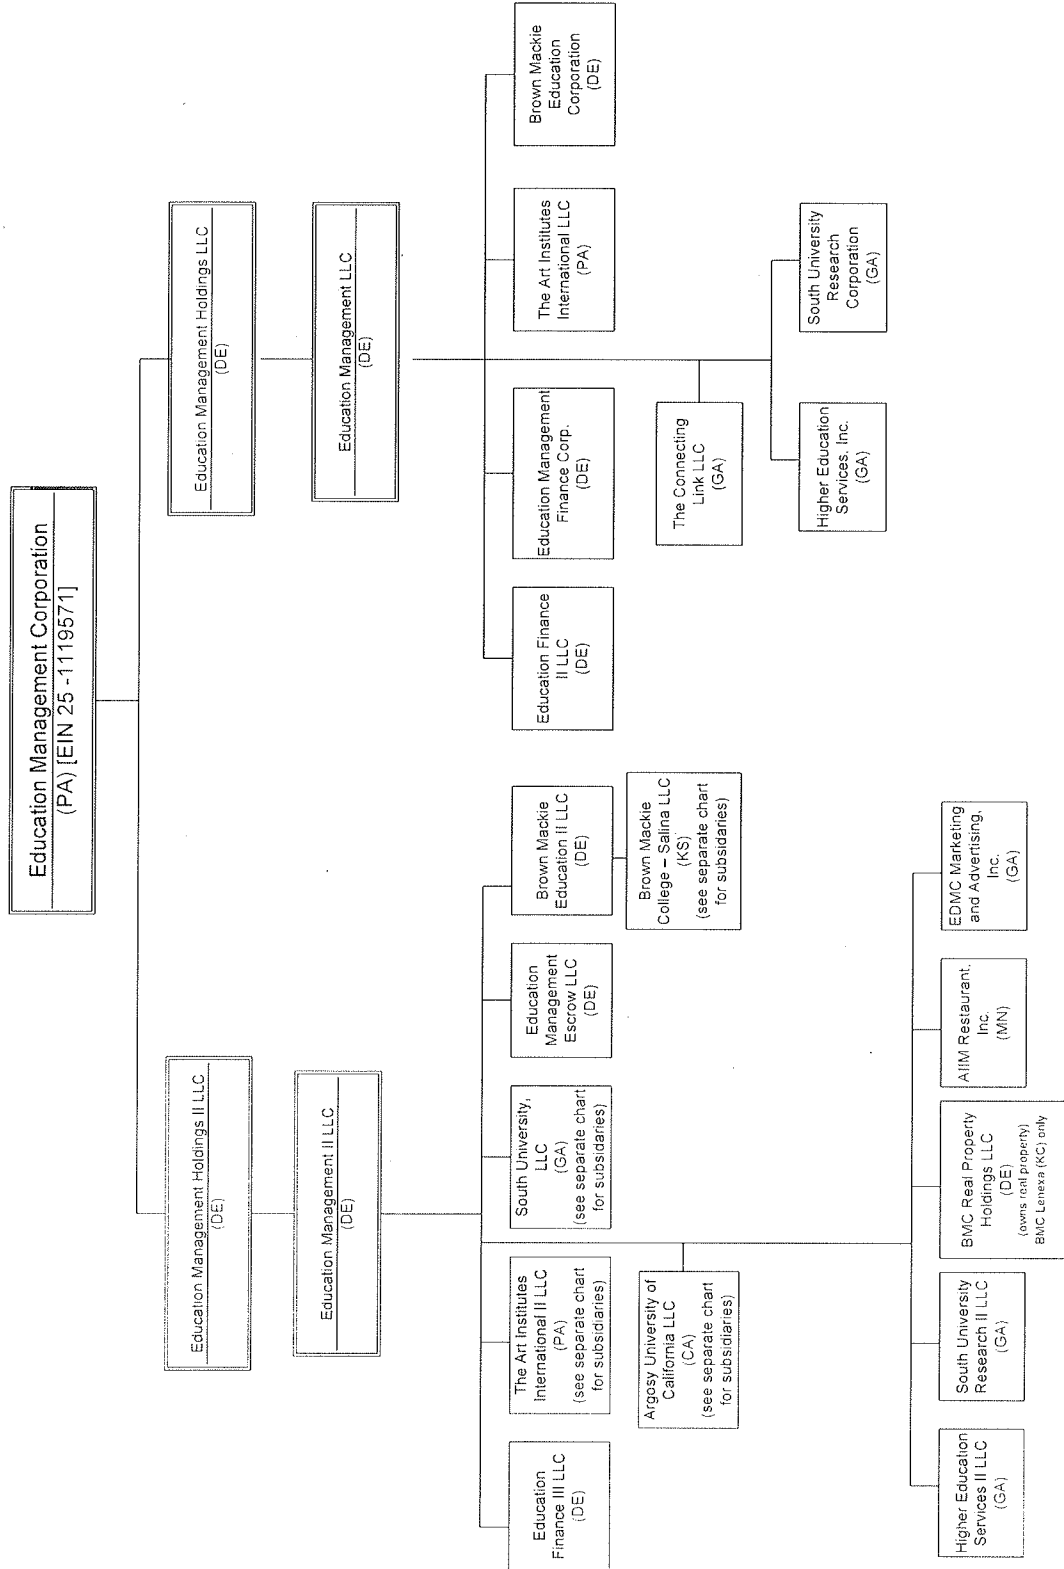 Education Management Corporation
(PA) [EIN 25 -1119571]
Education Management Holdings II LLC
(DE)
Education Management Holdings LLC
(DE)
Education Management II LLC
(DE)
Education Management LLC
(DE)
Education
Finance III LLC
(DE)
The Art Institutes
International II LLC
(PA)
(see separate chart
for subsidiaries)
South University,
LLC
(GA)
(see separate chart
for subsidaries)
Education
Management
Escrow LLC
(DE)
Brown Mackie
Education II LLC
(DE)
Education Finance
II LLC
(DE)
Education Management
Finance Corp.
(DE)
The Art Institutes
International LLC
(PA)
Brown Mackie
Education
Corporation
(DE)
Argosy University of
California LLC
(CA)
(see separate chart
for subsidiaries)
Brown Mackie
College – Salina LLC
(KS)
(see separate chart
for subsidaries)
The Connecting
Link LLC
(GA)
Higher Education
Services, Inc.
(GA)
South University
Research
Corporation
(GA)
Higher Education
Services II LLC
(GA)
South University
Research II LLC
(GA)
BMC Real Property
Holdings LLC
(DE)
(owns real property)
BMC Lenexa (KC) only
AIIM Restaurant,
Inc.
(MN)
EDMC Marketing
and Advertising,
Inc.
(GA)